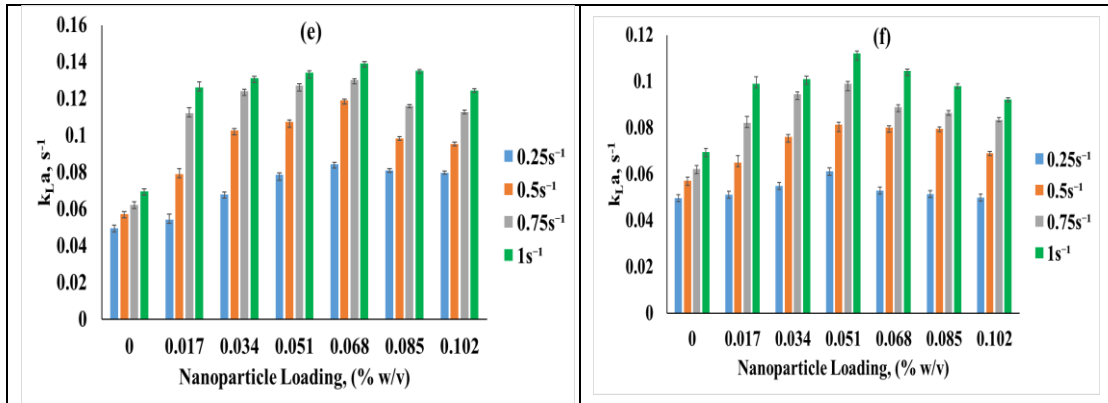 (e)
0.16
0.14
0.12
0.1
0.08
0.06
0.04
0.02
0
kLa, s⁻¹
0 0.017 0.034 0.051 0.068 0.085 0.102
Nanoparticle Loading, (% w/v)
0.25s⁻¹
0.5s⁻¹
0.75s⁻¹
1s⁻¹
(f)
0.12
0.1
0.08
0.06
0.04
0.02
0
kLa, s⁻¹
0 0.017 0.034 0.051 0.068 0.085 0.102
Nanoparticle Loading, (% w/v)
0.25s⁻¹
0.5s⁻¹
0.75s⁻¹
1s⁻¹